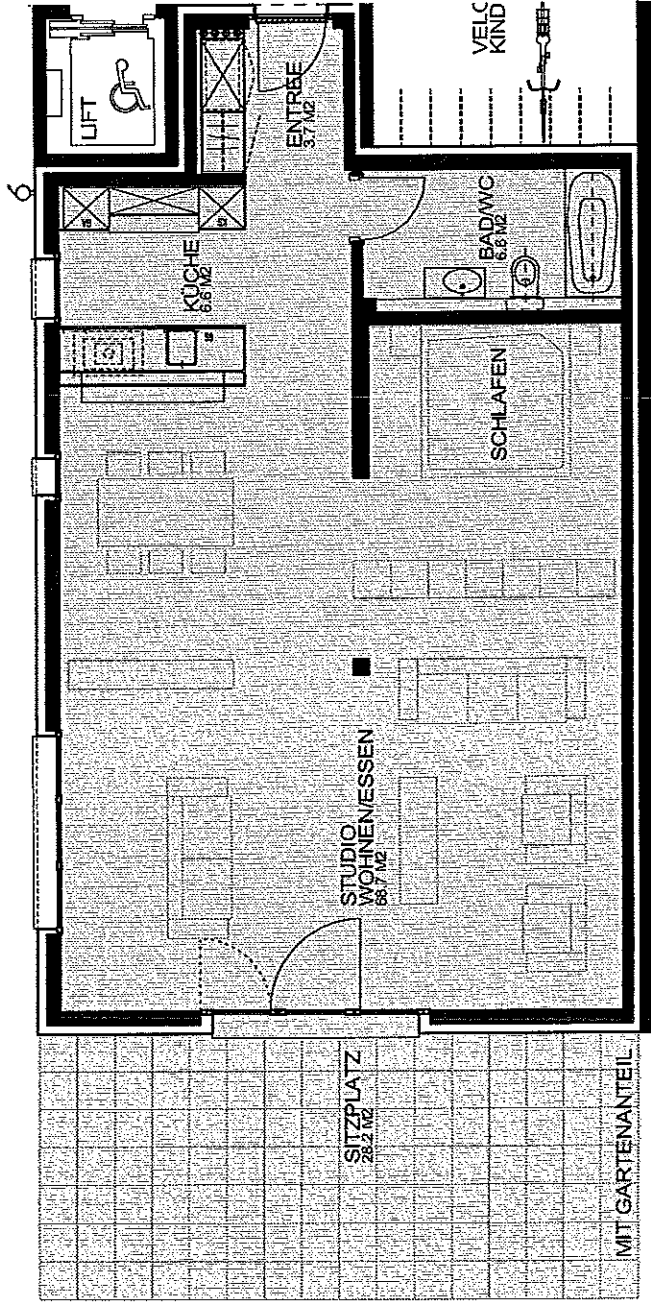 LIFT
VELO
KIND
ENTREE
3.7 M2
KÜCHE
6.6 M2
BAD/WC
6.8 M2
SCHLAFEN
STUDIO
WOHNEN/ESSEN
68.7 M2
SITZPLATZ
28.2 M2
MIT GARTENANTEIL